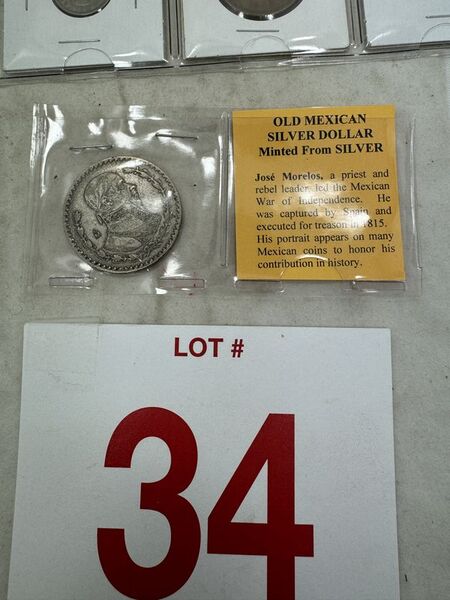 OLD MEXICAN
SILVER DOLLAR
Minted From SILVER
José Morelos, a priest and
rebel leader, led the Mexican
War of Independence. He
was captured by Spain and
executed for treason in 1815.
His portrait appears on many
Mexican coins to honor his
contribution in history.
LOT #
34